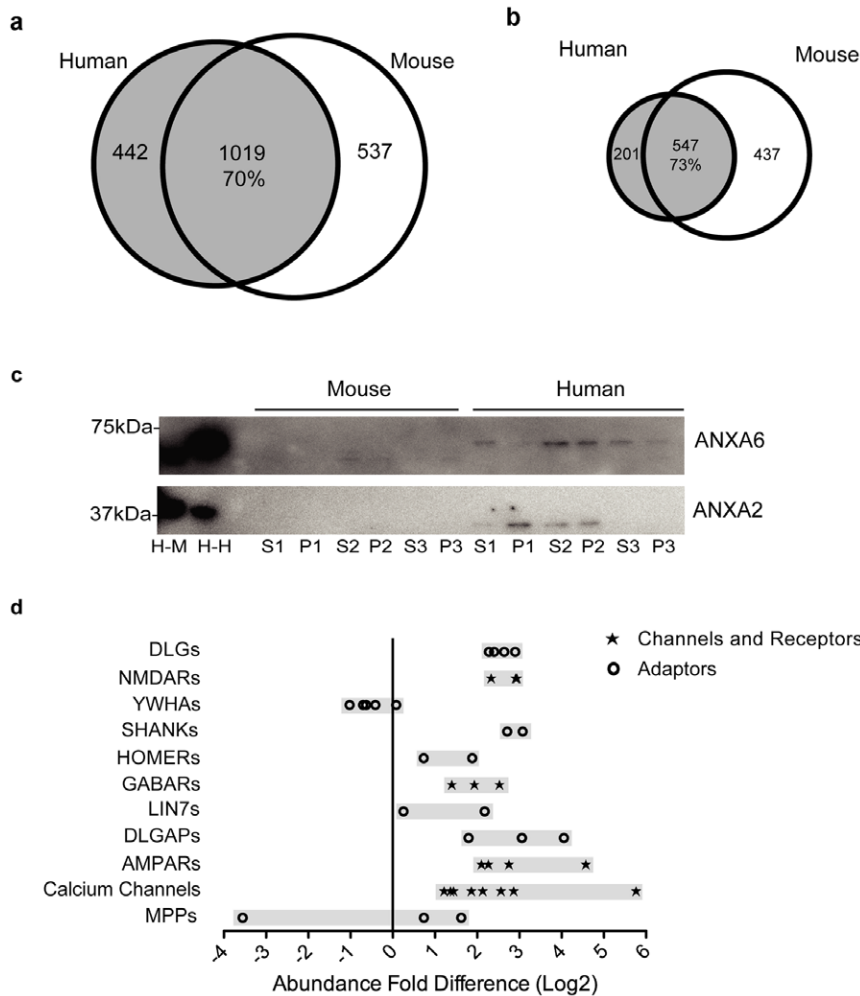 a
b
Human
Mouse
Human
Mouse
442
1019
70%
537
201
547
73%
437
c
Mouse
Human
75kDa-
ANXA6
37kDa-
ANXA2
H-M H-H S1 P1 S2 P2 S3 P3 S1 P1 S2 P2 S3 P3
d
DLGs
NMDARs
YWHAs
SHANKs
HOMERs
GABARs
LIN7s
DLGAPs
AMPARs
Calcium Channels
MPPs
Channels and Receptors
Adaptors
-4 -3 -2 -1 0 1 2 3 4 5 6
Abundance Fold Difference (Log2)